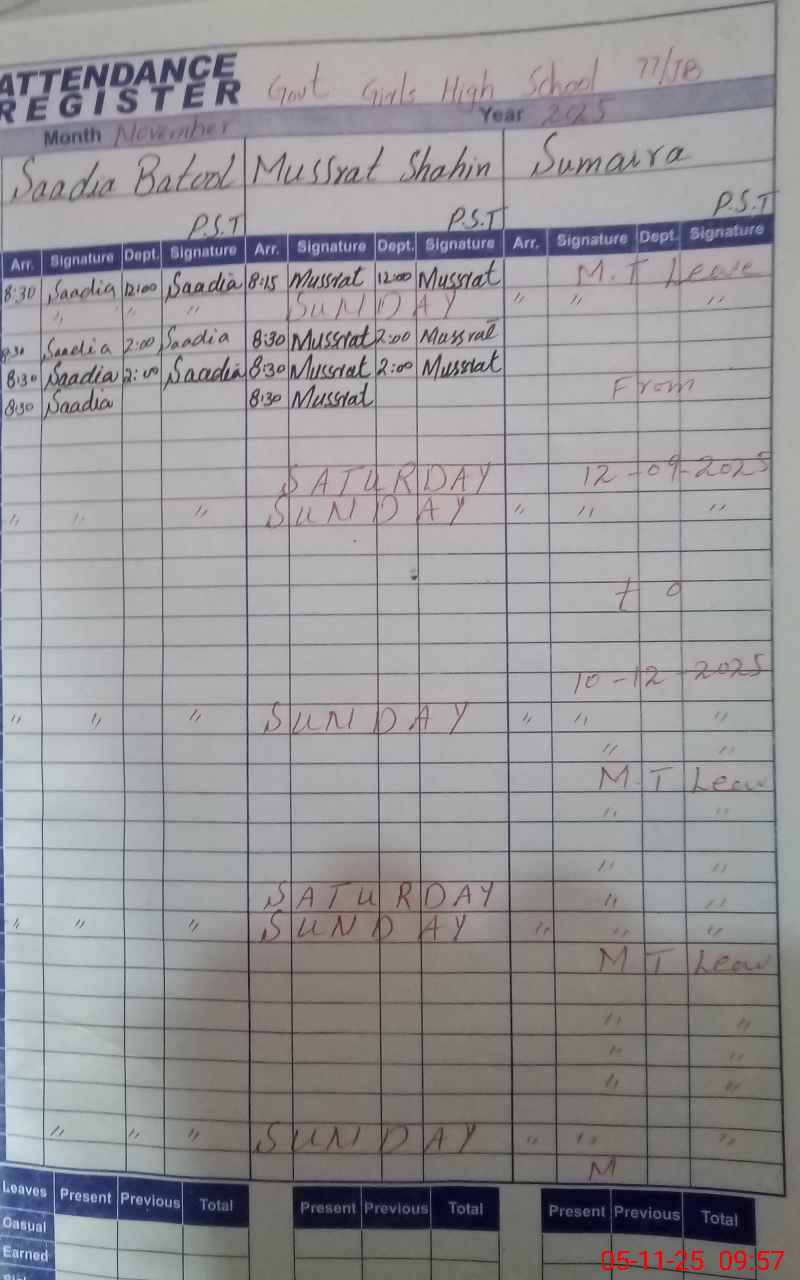 ATTENDANCE REGISTER Govt Girls High School 77/JB
Month November Year 2025
Saadia Batool Mussrat Shahin Sumaira
P.S.T P.S.T P.S.T
Arr. Signature Dept. Signature Arr. Signature Dept. Signature Arr. Signature Dept. Signature
8:30 Saadia 12:00 Saadia 8:15 Mussrat 12:00 Mussrat M.T Leave
" " " SUNDAY " " "
8:30 Saadia 2:00 Saadia 8:30 Mussrat 2:00 Mussrat
8:30 Saadia 2:00 Saadia 8:30 Mussrat 2:00 Mussrat
8:30 Saadia 8:30 Mussrat From
SATURDAY 12-09-2025
" " " SUNDAY " " "
to
10-12-2025
" " " SUNDAY " " "
" "
M.T Leav
" "
" "
SATURDAY " "
" " " SUNDAY " " "
M T Leav
" "
" "
" "
" " " SUNDAY " " "
M
Leaves Present Previous Total Present Previous Total Present Previous Total
Casual
Earned
05-11-25 09:57